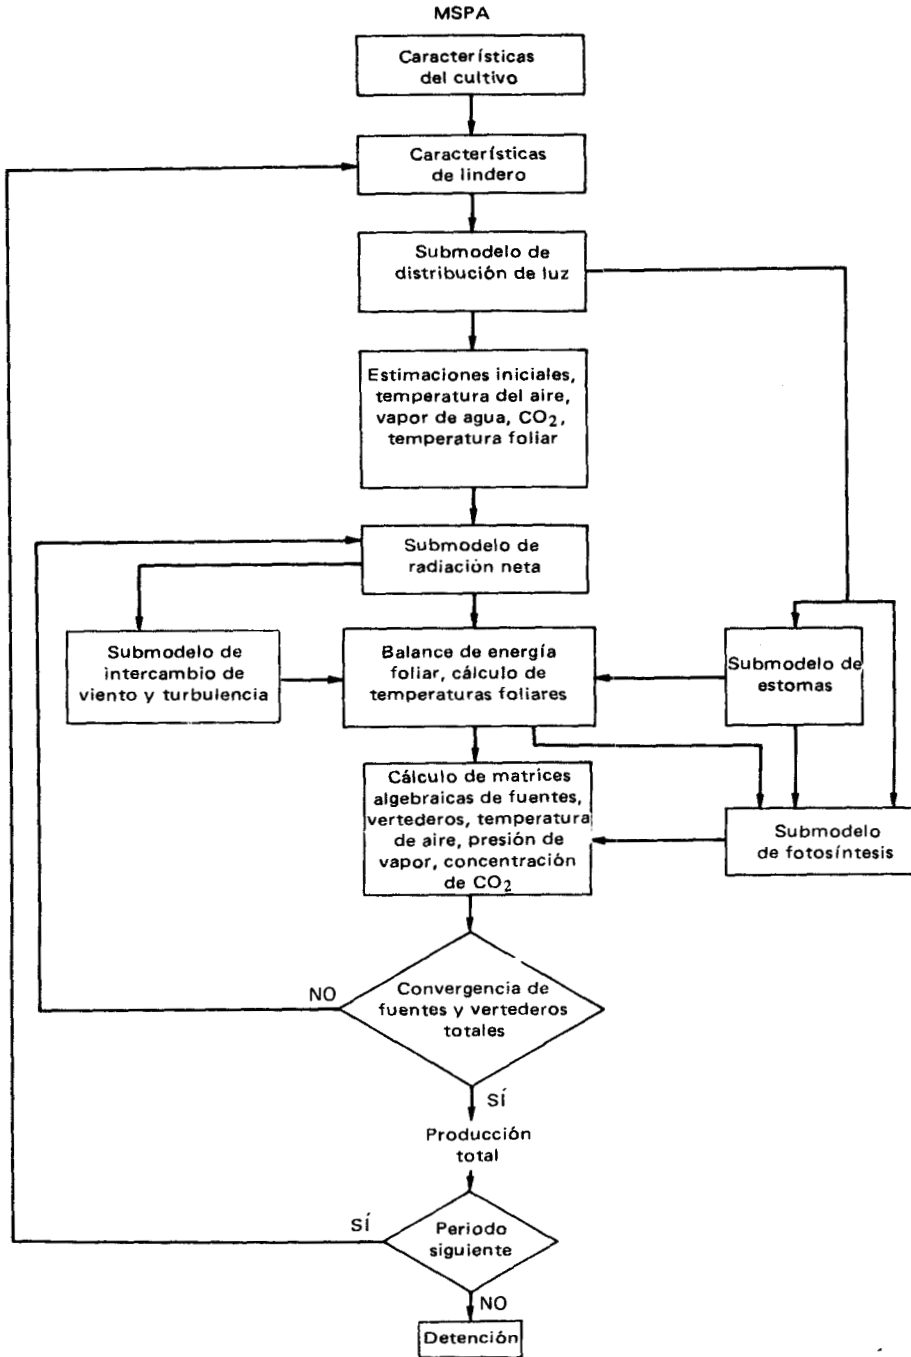 MSPA
Características
del cultivo
Características
de lindero
Submodelo de
distribución de luz
Estimaciones iniciales,
temperatura del aire,
vapor de agua, CO₂,
temperatura foliar
Submodelo de
radiación neta
Submodelo de
intercambio de
viento y turbulencia
Balance de energía
foliar, cálculo de
temperaturas foliares
Submodelo de
estomas
Cálculo de matrices
algebraicas de fuentes,
vertederos, temperatura
de aire, presión de
vapor, concentración
de CO₂
Submodelo
de fotosíntesis
NO
Convergencia de
fuentes y vertederos
totales
SÍ
Producción
total
SÍ
Periodo
siguiente
NO
Detención